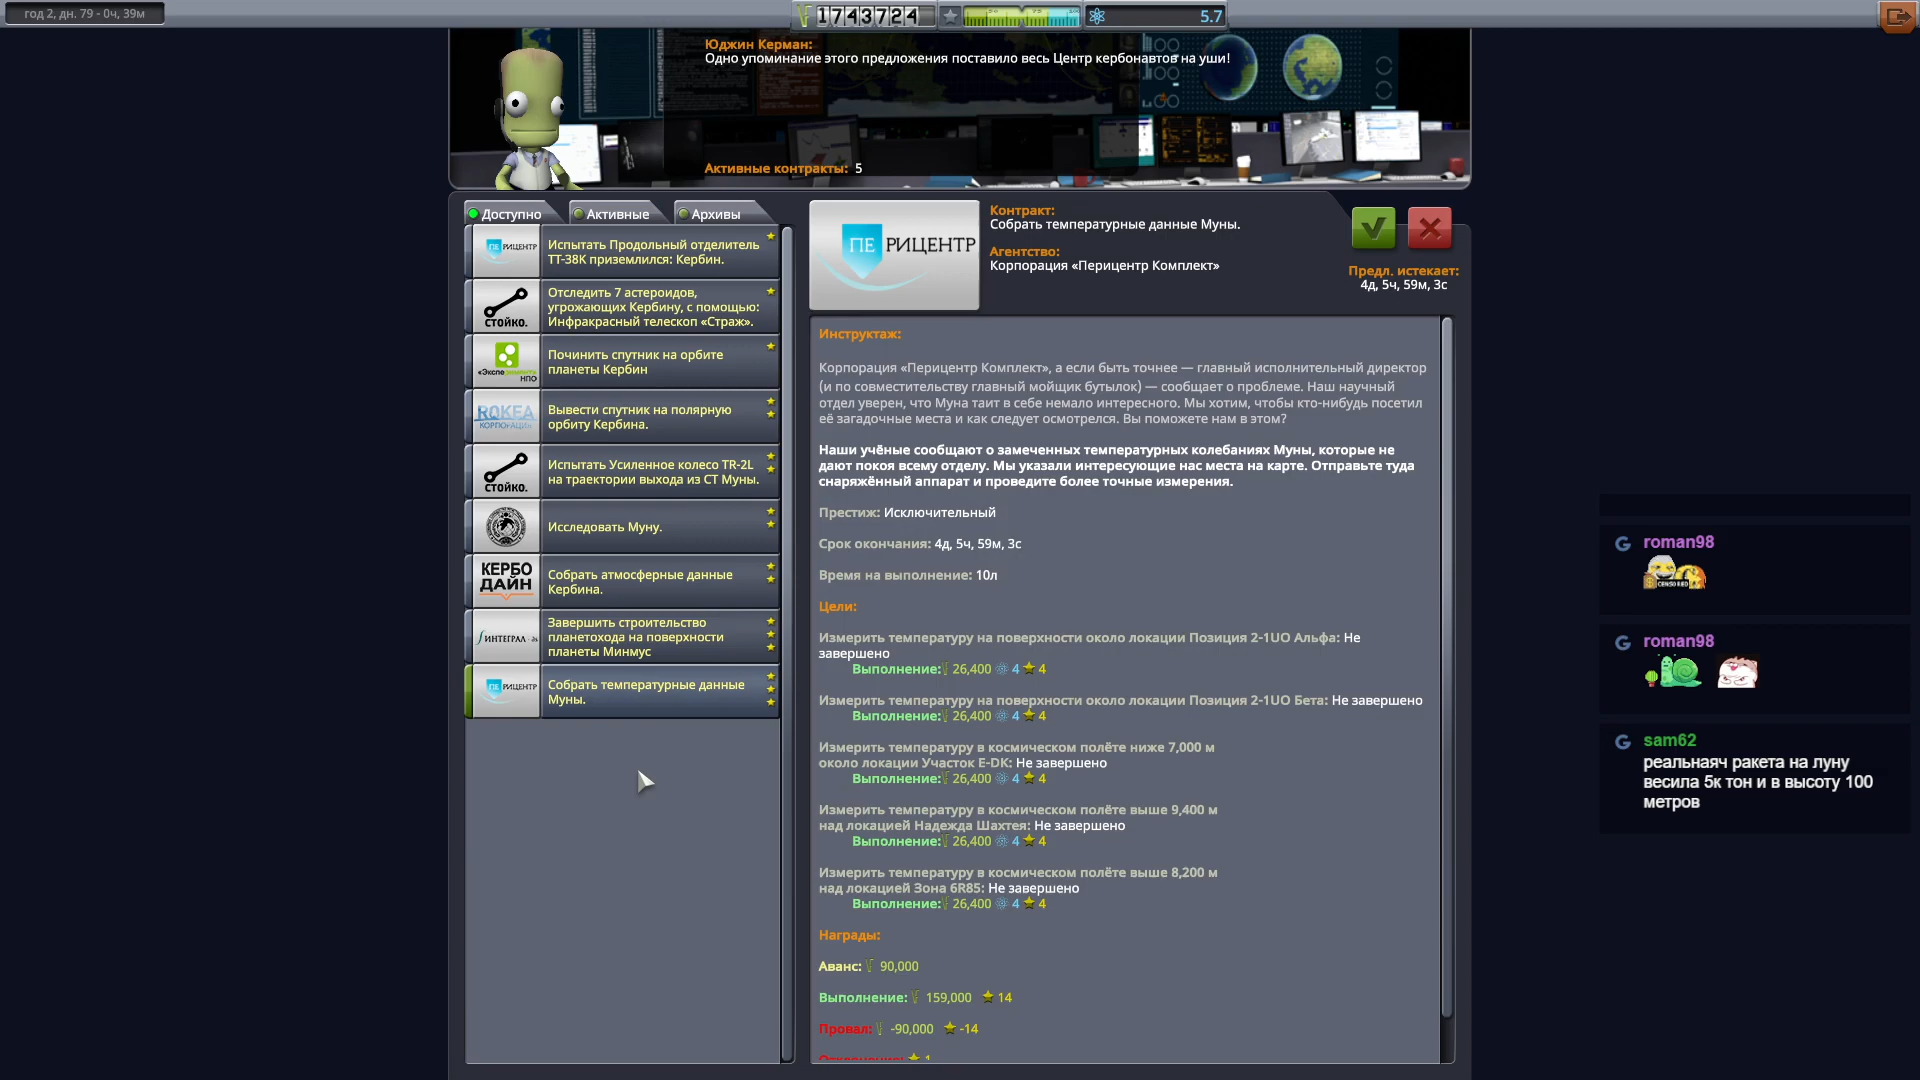 год 2, дн. 79 - 0ч, 39м
1743724
5.7
Юджин Керман:
Одно упоминание этого предложения поставило весь Центр кербонавтов на уши!
Активные контракты: 5
Доступно
Активные
Архивы
ПЕРИЦЕНТР
Испытать Продольный отделитель
ТТ-38К приземлился: Кербин.
СТОЙКО.
Отследить 7 астероидов,
угрожающих Кербину, с помощью:
Инфракрасный телескоп «Страж».
«Экспериментъ»
НПО
Починить спутник на орбите
планеты Кербин
ROKEA
КОРПОРАЦИЯ
Вывести спутник на полярную
орбиту Кербина.
СТОЙКО.
Испытать Усиленное колесо TR-2L
на траектории выхода из СТ Муны.
Исследовать Муну.
КЕРБО
ДАЙН
Собрать атмосферные данные
Кербина.
ИНТЕГРАЛ
Завершить строительство
планетохода на поверхности
планеты Минмус
ПЕРИЦЕНТР
Собрать температурные данные
Муны.
ПЕРИЦЕНТР
Контракт:
Собрать температурные данные Муны.
Агентство:
Корпорация «Перицентр Комплект»
Предл. истекает:
4д, 5ч, 59м, 3с
Инструктаж:
Корпорация «Перицентр Комплект», а если быть точнее — главный исполнительный директор
(и по совместительству главный мойщик бутылок) — сообщает о проблеме. Наш научный
отдел уверен, что Муна таит в себе немало интересного. Мы хотим, чтобы кто-нибудь посетил
её загадочные места и как следует осмотрелся. Вы поможете нам в этом?
Наши учёные сообщают о замеченных температурных колебаниях Муны, которые не
дают покоя всему отделу. Мы указали интересующие нас места на карте. Отправьте туда
снаряжённый аппарат и проведите более точные измерения.
Престиж: Исключительный
Срок окончания: 4д, 5ч, 59м, 3с
Время на выполнение: 10л
Цели:
Измерить температуру на поверхности около локации Позиция 2-1UO Альфа: Не
завершено
Выполнение: 26,400 4 4
Измерить температуру на поверхности около локации Позиция 2-1UO Бета: Не завершено
Выполнение: 26,400 4 4
Измерить температуру в космическом полёте ниже 7,000 м
около локации Участок E-DK: Не завершено
Выполнение: 26,400 4 4
Измерить температуру в космическом полёте выше 9,400 м
над локацией Надежда Шахтея: Не завершено
Выполнение: 26,400 4 4
Измерить температуру в космическом полёте выше 8,200 м
над локацией Зона 6R85: Не завершено
Выполнение: 26,400 4 4
Награды:
Аванс: 90,000
Выполнение: 159,000 14
Провал: -90,000 -14
roman98
roman98
sam62
реальнаяч ракета на луну
весила 5к тон и в высоту 100
метров